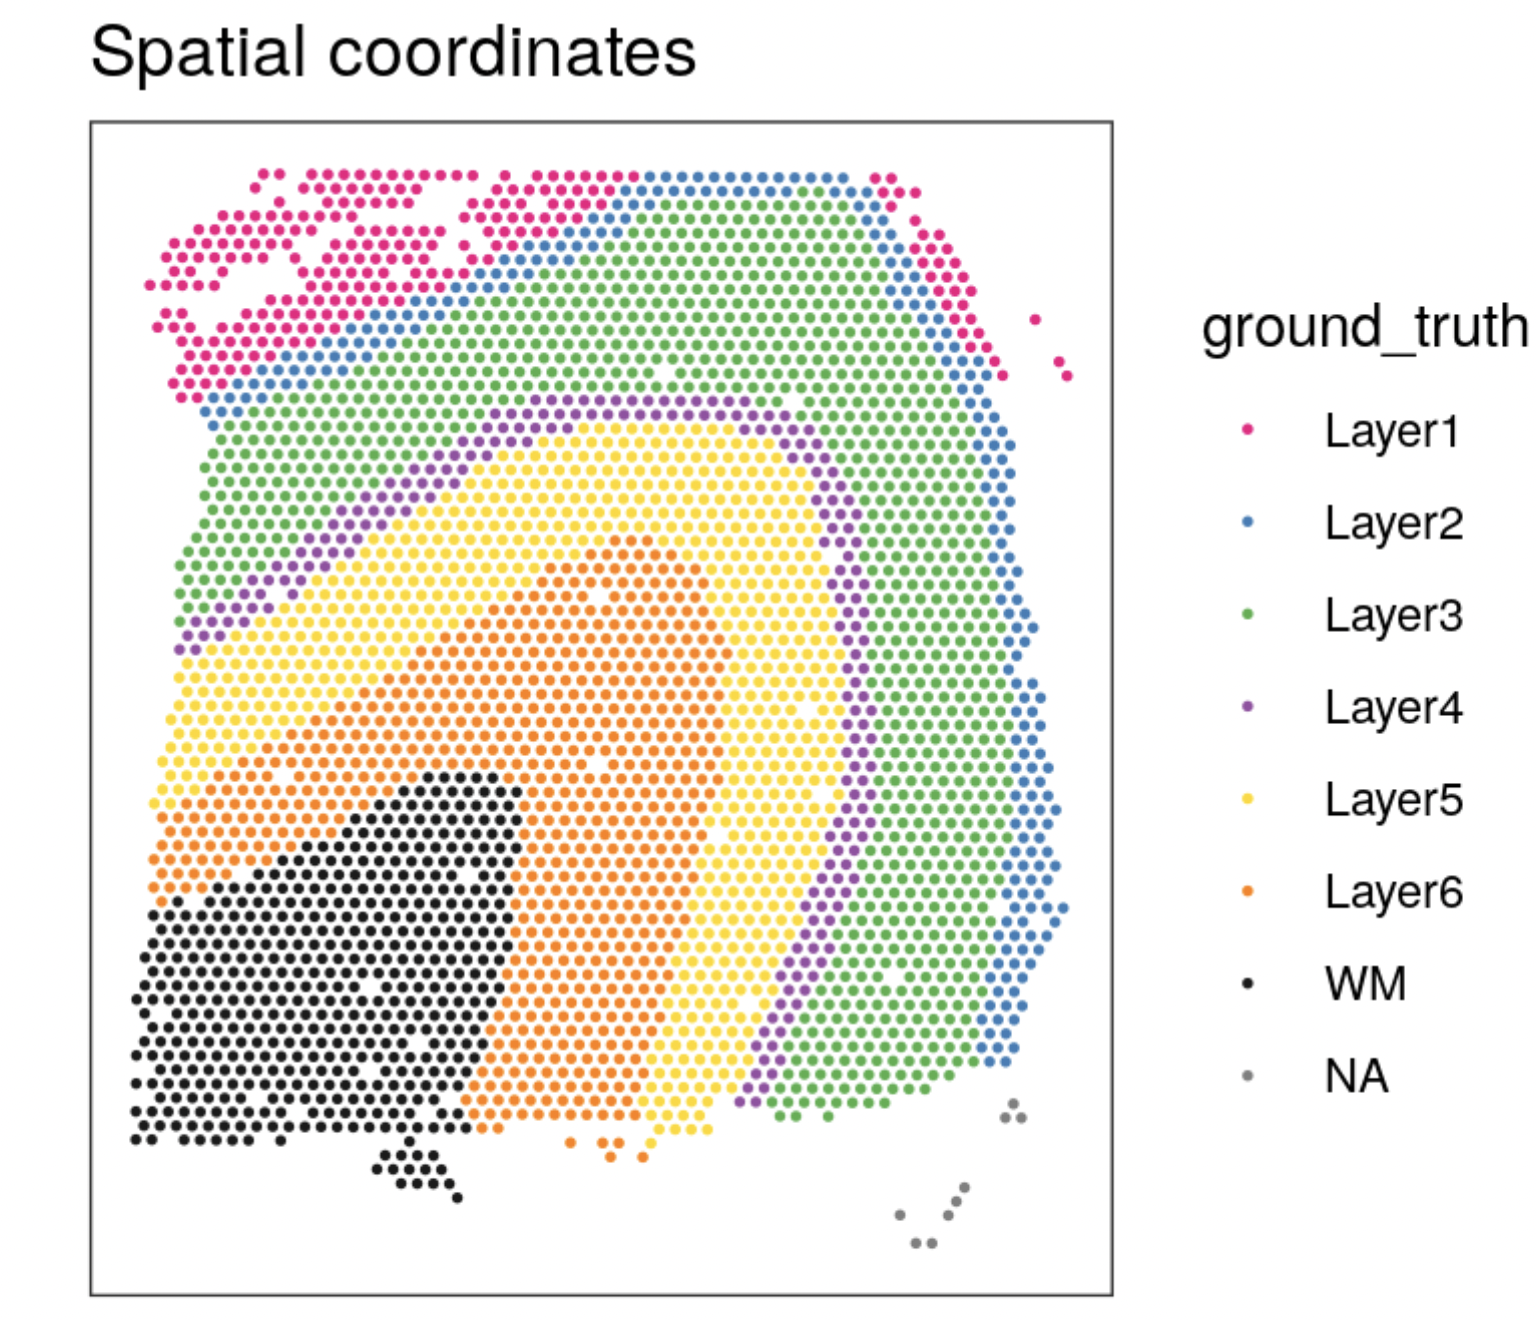 Spatial coordinates
ground_truth
Layer1
Layer2
Layer3
Layer4
Layer5
Layer6
WM
NA